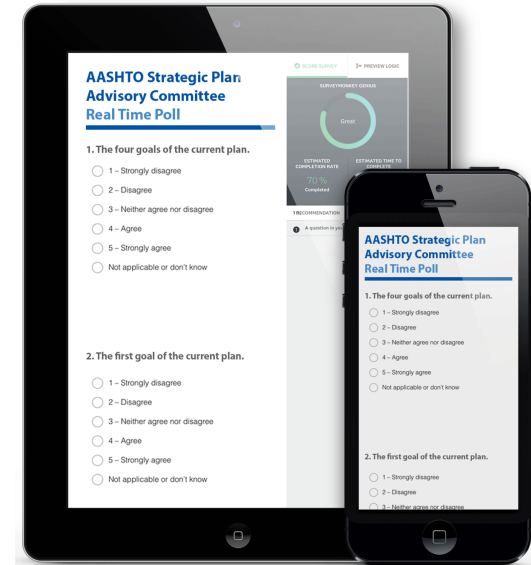 AASHTO Strategic Plan
Advisory Committee
Real Time Poll
1. The four goals of the current plan.
1 – Strongly disagree
2 – Disagree
3 – Neither agree nor disagree
4 – Agree
5 – Strongly agree
Not applicable or don't know
2. The first goal of the current plan.
1 – Strongly disagree
2 – Disagree
3 – Neither agree nor disagree
4 – Agree
5 – Strongly agree
Not applicable or don't know
SCORE SURVEY
PREVIEW LOGIC
SURVEYMONKEY GENIUS
Great
ESTIMATED
COMPLETION RATE
70%
Completed
ESTIMATED TIME TO
COMPLETE
RECOMMENDATION
A question in you
AASHTO Strategic Plan
Advisory Committee
Real Time Poll
1. The four goals of the current plan.
1 – Strongly disagree
2 – Disagree
3 – Neither agree nor disagree
4 – Agree
5 – Strongly agree
Not applicable or don't know
2. The first goal of the current plan.
1 – Strongly disagree
2 – Disagree
3 – Neither agree nor disagree